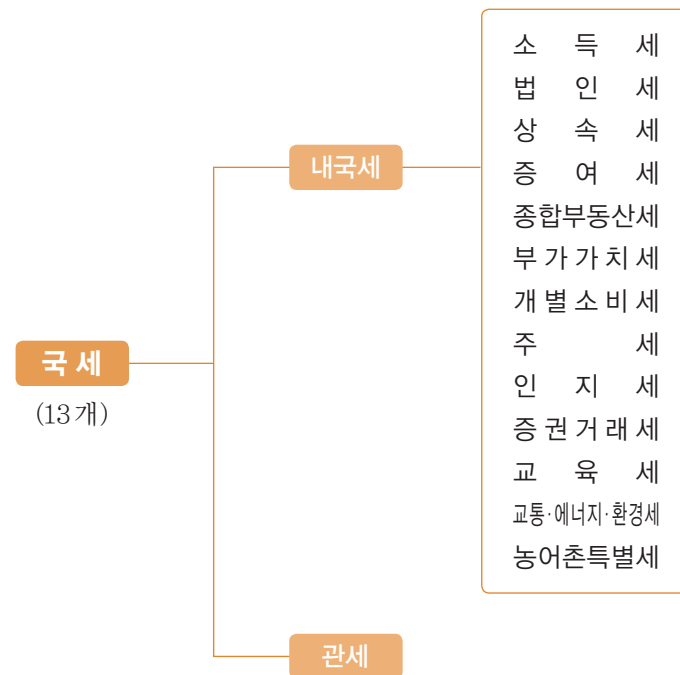 국 세
(13개)
내국세
소 득 세
법 인 세
상 속 세
증 여 세
종합부동산세
부 가 가 치 세
개 별 소 비 세
주 세
인 지 세
증 권 거 래 세
교 육 세
교통·에너지·환경세
농어촌특별세
관세